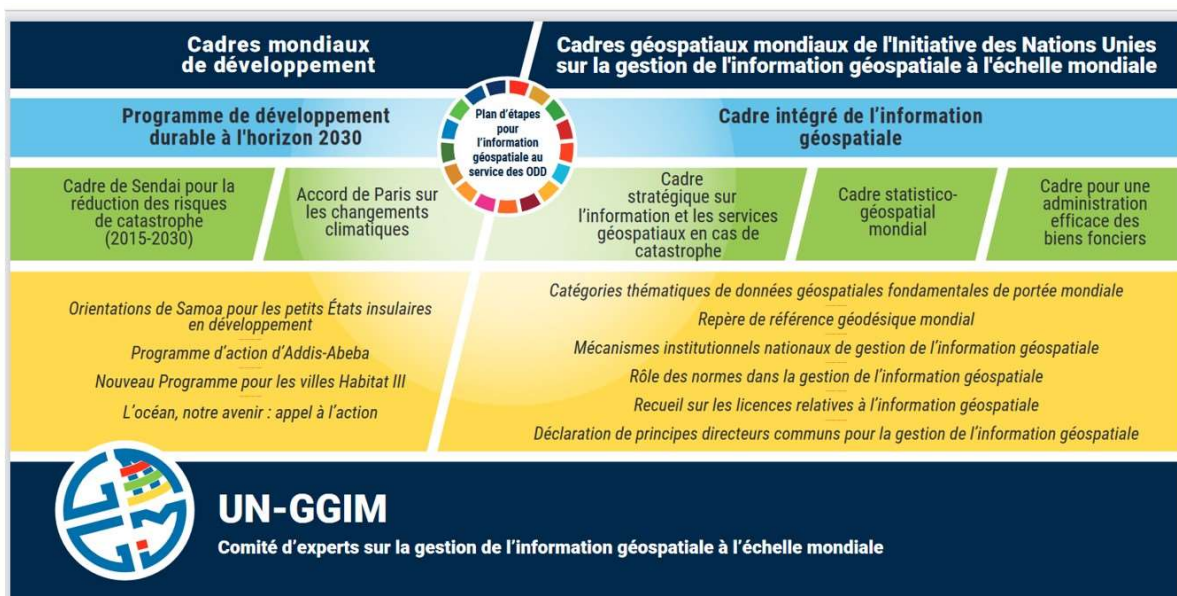 Cadres mondiaux
de développement
Cadres géospatiaux mondiaux de l'Initiative des Nations Unies
sur la gestion de l'information géospatiale à l'échelle mondiale
Programme de développement
durable à l'horizon 2030
Plan d'étapes
pour
l'information
géospatiale au
service des ODD
Cadre intégré de l'information
géospatiale
Cadre de Sendai pour la
réduction des risques
de catastrophe
(2015-2030)
Accord de Paris sur
les changements
climatiques
Cadre
stratégique sur
l'information et les services
géospatiaux en cas de
catastrophe
Cadre statistico-
géospatial
mondial
Cadre pour une
administration
efficace des
biens fonciers
Orientations de Samoa pour les petits États insulaires
en développement
Programme d'action d'Addis-Abeba
Nouveau Programme pour les villes Habitat III
L'océan, notre avenir : appel à l'action
Catégories thématiques de données géospatiales fondamentales de portée mondiale
Repère de référence géodésique mondial
Mécanismes institutionnels nationaux de gestion de l'information géospatiale
Rôle des normes dans la gestion de l'information géospatiale
Recueil sur les licences relatives à l'information géospatiale
Déclaration de principes directeurs communs pour la gestion de l'information géospatiale
GGiM
UN-GGIM
Comité d'experts sur la gestion de l'information géospatiale à l'échelle mondiale